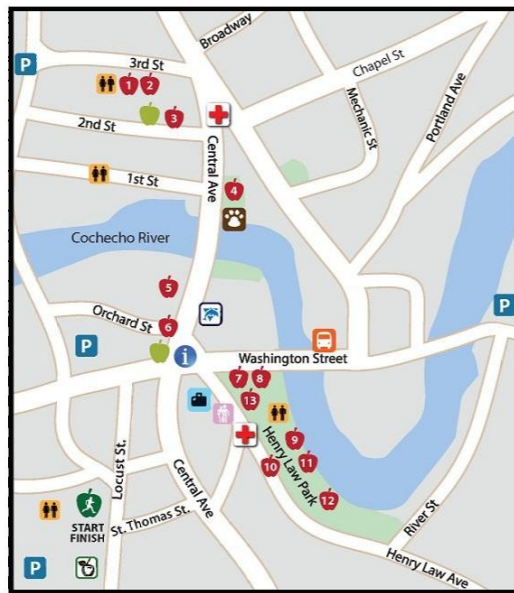 Broadway
3rd St
Chapel St
P
1
2
Mechanic St
Portland Ave
3
2nd St
Central Ave
1st St
4
Cochecho River
5
Orchard St
6
P
P
i
Washington Street
7
8
13
9
10
11
12
Henry Law Park
Locust St.
Central Ave
START
FINISH
St. Thomas St.
River St
P
Henry Law Ave